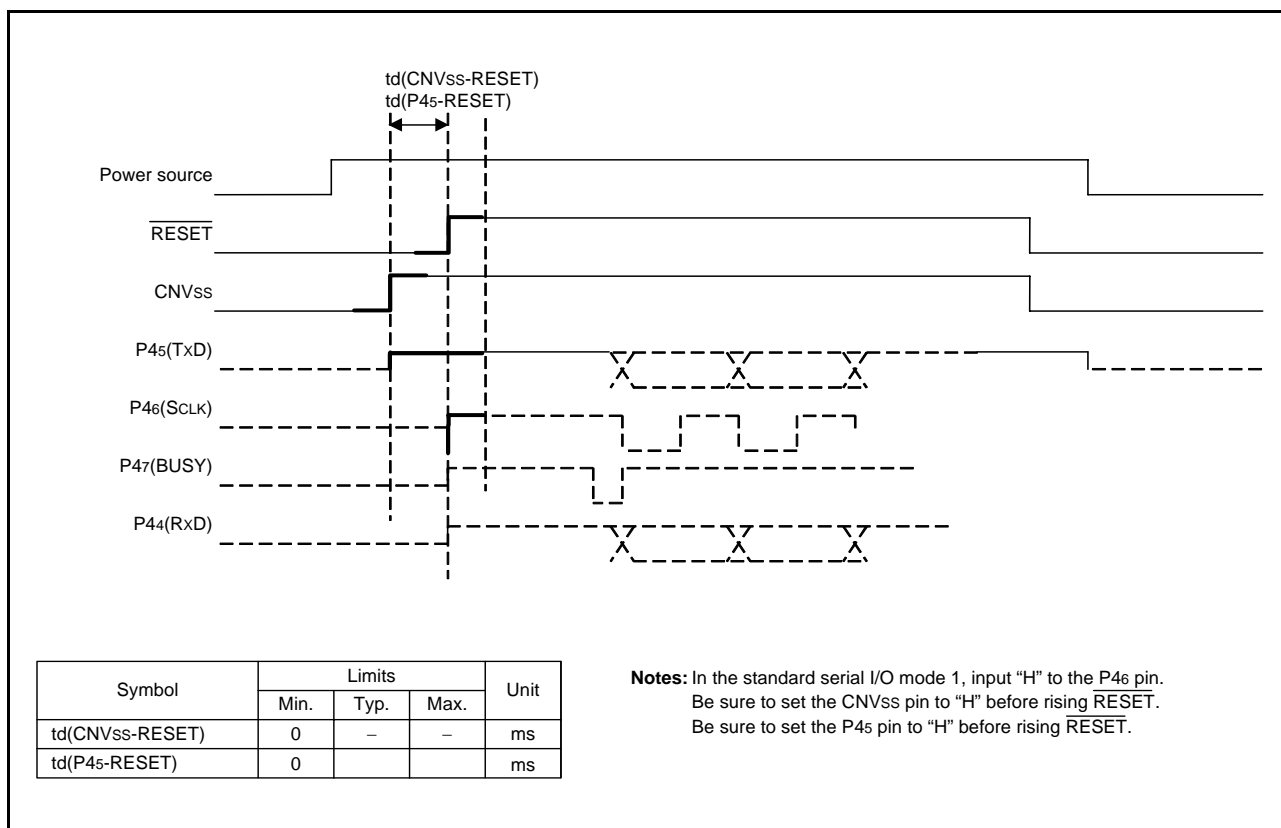 td(CNVss-RESET)
td(P45-RESET)
Power source
RESET
CNVss
P45(TxD)
P46(SCLK)
P47(BUSY)
P44(RxD)
Symbol Limits Unit
Min. Typ. Max.
td(CNVss-RESET) 0 – – ms
td(P45-RESET) 0 ms
Notes: In the standard serial I/O mode 1, input “H” to the P46 pin.
Be sure to set the CNVss pin to “H” before rising RESET.
Be sure to set the P45 pin to “H” before rising RESET.